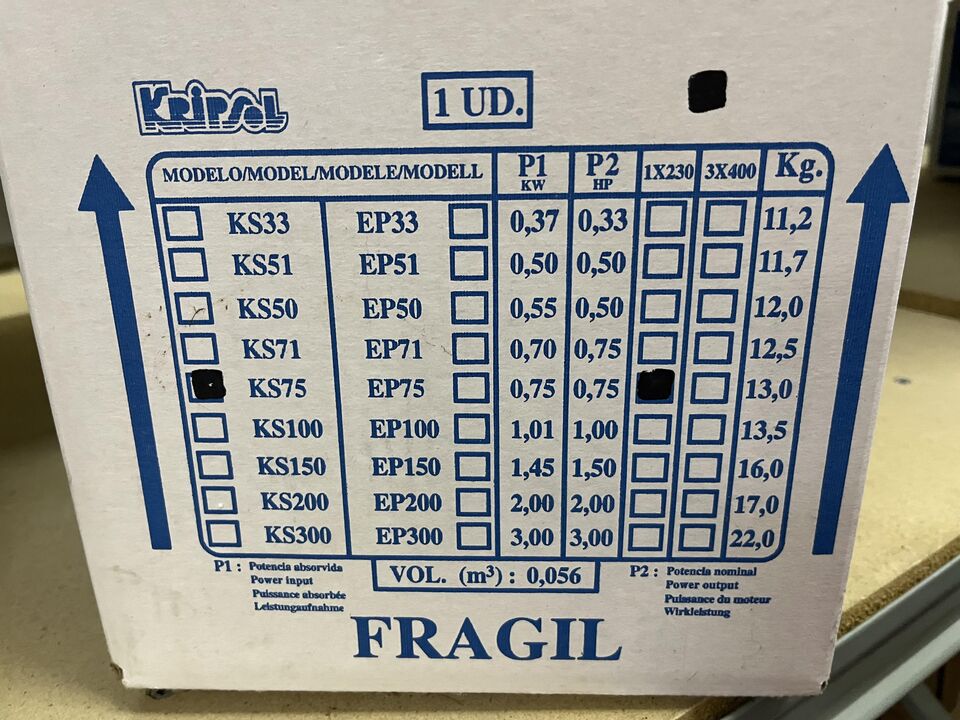 KRIPSOL
1 UD.
MODELO/MODEL/MODELE/MODELL P1 KW P2 HP 1X230 3X400 Kg.
KS33 EP33 0,37 0,33 11,2
KS51 EP51 0,50 0,50 11,7
KS50 EP50 0,55 0,50 12,0
KS71 EP71 0,70 0,75 12,5
KS75 EP75 0,75 0,75 13,0
KS100 EP100 1,01 1,00 13,5
KS150 EP150 1,45 1,50 16,0
KS200 EP200 2,00 2,00 17,0
KS300 EP300 3,00 3,00 22,0
P1 : Potencia absorvida
Power input
Puissance absorbée
Leistungaufnahme
VOL. (m³) : 0,056
P2 : Potencia nominal
Power output
Puissance du moteur
Wirkleistung
FRAGIL